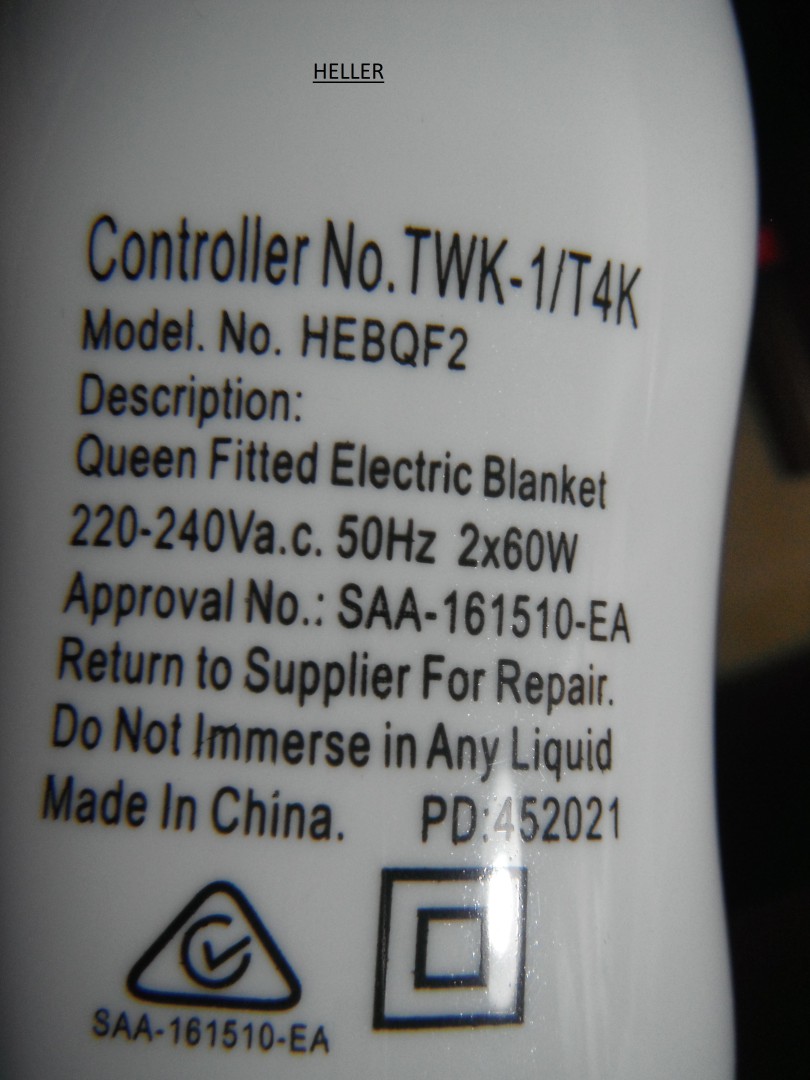 HELLER
Controller No.TWK-1/T4K
Model. No. HEBQF2
Description:
Queen Fitted Electric Blanket
220-240Va.c. 50Hz 2x60W
Approval No.: SAA-161510-EA
Return to Supplier For Repair.
Do Not Immerse in Any Liquid
Made In China. PD:452021
SAA-161510-EA